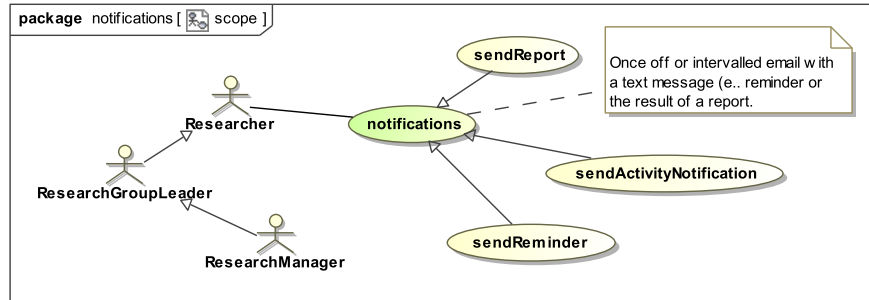 package notifications [ scope ]
sendReport
Once off or intervalled email with
a text message (e.. reminder or
the result of a report.
Researcher
notifications
ResearchGroupLeader
sendActivityNotification
sendReminder
ResearchManager